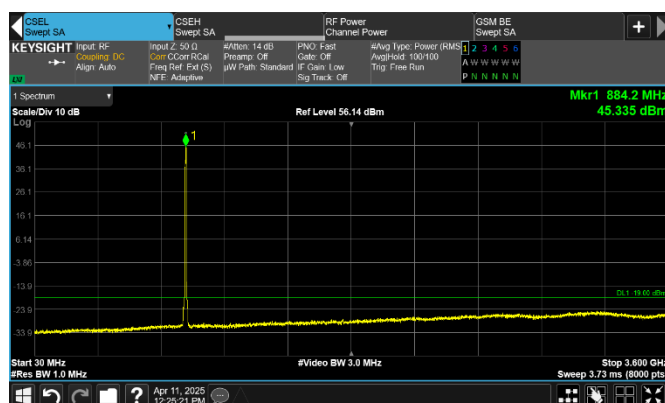 CSEL
Swept SA
CSEH
Swept SA
RF Power
Channel Power
GSM BE
Swept SA
+
KEYSIGHT
Input: RF
Coupling: DC
Align: Auto
Input Z: 50 Ω
Corr CCorr RCal
Freq Ref: Ext (S)
NFE: Adaptive
#Atten: 14 dB
Preamp: Off
µW Path: Standard
PNO: Fast
Gate: Off
IF Gain: Low
Sig Track: Off
#Avg Type: Power (RMS)
Avg|Hold: 100/100
Trig: Free Run
1 2 3 4 5 6
A W W W W W
P N N N N N
1 Spectrum
Scale/Div 10 dB
Ref Level 56.14 dBm
Mkr1 884.2 MHz
45.335 dBm
Log
1
46.1
36.1
26.1
16.1
6.14
-3.86
-13.9
-23.9
-33.9
DL1 -19.00 dBm
Start 30 MHz
#Res BW 1.0 MHz
#Video BW 3.0 MHz
Stop 3.600 GHz
Sweep 3.73 ms (8000 pts)
?
Apr 11, 2025
12:25:21 PM